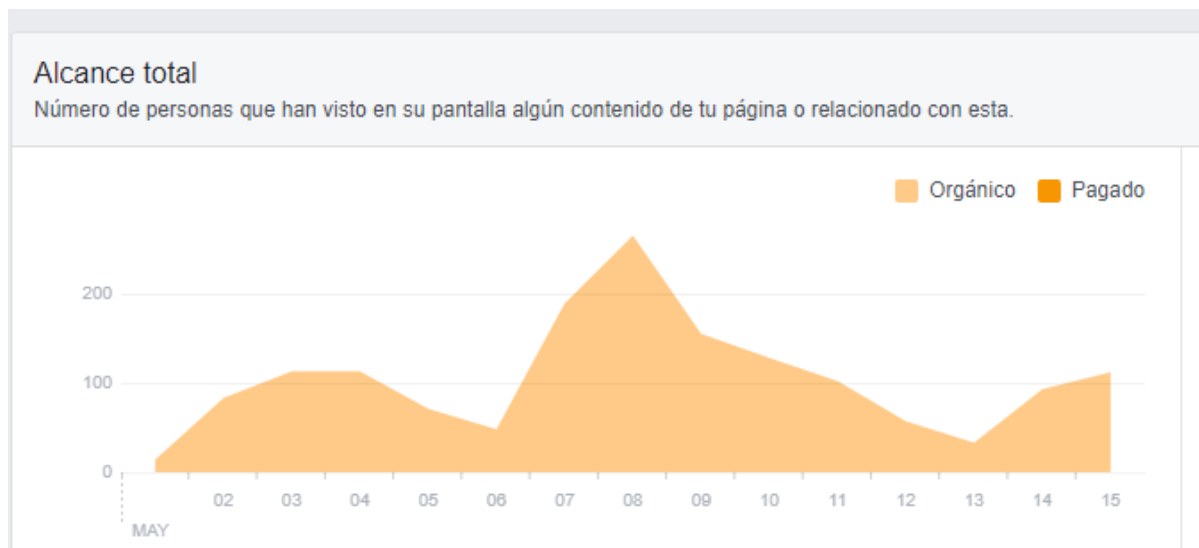 Alcance total
Número de personas que han visto en su pantalla algún contenido de tu página o relacionado con esta.
Orgánico Pagado
200
100
0
02 03 04 05 06 07 08 09 10 11 12 13 14 15
MAY